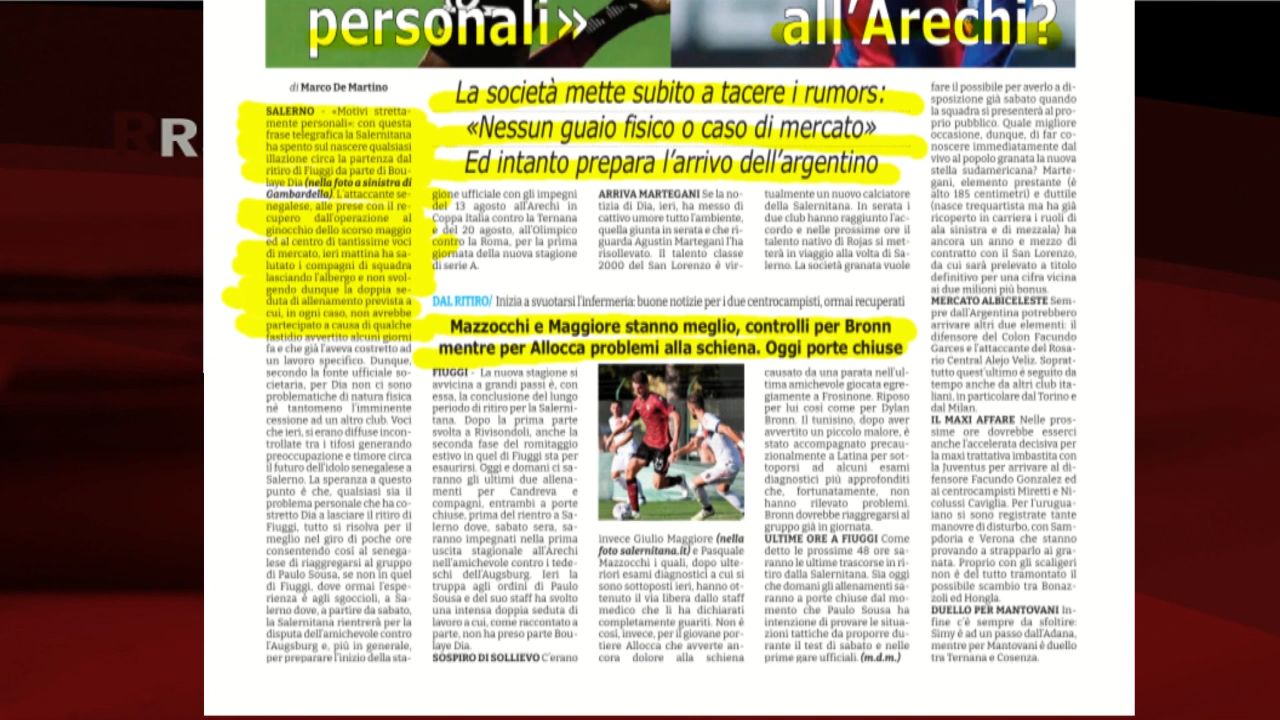 personali»
all'Arechi?
RR
di Marco De Martino
La società mette subito a tacere i rumors:
«Nessun guaio fisico o caso di mercato»
Ed intanto prepara l'arrivo dell'argentino
SALERNO - «Motivi stretta-
mente personali»: con questa
frase telegrafica la Salernitana
ha spento sul nascere qualsiasi
illazione circa la partenza dal
ritiro di Fiuggi da parte di Bou-
laye Dia (nella foto a sinistra di
Gambardella). L'attaccante se-
negalese, alle prese con il re-
cupero dall'operazione al
ginocchio dello scorso maggio
ed al centro di tantissime voci
di mercato, ieri mattina ha sa-
lutato i compagni di squadra
lasciando l'albergo e non svol-
gendo dunque la doppia se-
duta di allenamento prevista a
cui, in ogni caso, non avrebbe
partecipato a causa di qualche
fastidio avvertito alcuni giorni
fa e che già l'aveva costretto ad
un lavoro specifico. Dunque,
secondo la fonte ufficiale so-
cietaria, per Dia non ci sono
problematiche di natura fisica
nè tantomeno l'imminente
cessione ad un altro club. Voci
che ieri, si erano diffuse incon-
trollate tra i tifosi generando
preoccupazione e timore circa
il futuro dell'idolo senegalese a
Salerno. La speranza a questo
punto è che, qualsiasi sia il
problema personale che ha co-
stretto Dia a lasciare il ritiro di
Fiuggi, tutto si risolva per il
meglio nel giro di poche ore
consentendo così al senega-
lese di riaggregarsi al gruppo
di Paulo Sousa, se non in quel
di Fiuggi, dove ormai l'espe-
rienza è agli sgoccioli, a Sa-
lerno dove, a partire da sabato,
la Salernitana rientrerà per la
disputa dell'amichevole contro
l'Augsburg e, più in generale,
per preparare l'inizio della sta-
gione ufficiale con gli impegni
del 13 agosto all'Arechi in
Coppa Italia contro la Ternana
e del 20 agosto, all'Olimpico
contro la Roma, per la prima
giornata della nuova stagione
di serie A.
ARRIVA MARTEGANI Se la no-
tizia di Dia, ieri, ha messo di
cattivo umore tutto l'ambiente,
quella giunta in serata e che ri-
guarda Agustin Martegani l'ha
risollevato. Il talento classe
2000 del San Lorenzo è vir-
tualmente un nuovo calciatore
della Salernitana. In serata i
due club hanno raggiunto l'ac-
cordo e nelle prossime ore il
talento nativo di Rojas si met-
terà in viaggio alla volta di Sa-
lerno. La società granata vuole
fare il possibile per averlo a di-
sposizione già sabato quando
la squadra si presenterà al pro-
prio pubblico. Quale migliore
occasione, dunque, di far co-
noscere immediatamente dal
vivo al popolo granata la nuova
stella sudamericana? Marte-
gani, elemento prestante (è
alto 185 centimetri) e duttile
(nasce trequartista ma ha già
ricoperto in carriera i ruoli di
ala sinistra e di mezzala) ha
ancora un anno e mezzo di
contratto con il San Lorenzo,
da cui sarà prelevato a titolo
definitivo per una cifra vicina
ai due milioni più bonus.
MERCATO ALBICELESTE Sem-
pre dall'Argentina potrebbero
arrivare altri due elementi: il
difensore del Colon Facundo
Garces e l'attaccante del Rosa-
rio Central Alejo Veliz. Soprat-
tutto quest'ultimo è seguito da
tempo anche da altri club ita-
liani, in particolare dal Torino e
dal Milan.
IL MAXI AFFARE Nelle pros-
sime ore dovrebbe esserci
anche l'accelerata decisiva per
la maxi trattativa imbastita con
la Juventus per arrivare al di-
fensore Facundo Gonzalez ed
ai centrocampisti Miretti e Ni-
colussi Caviglia. Per l'urugua-
iano si sono registrate tante
manovre di disturbo, con Sam-
pdoria e Verona che stanno
provando a strapparlo ai gra-
nata. Proprio con gli scaligeri
non è del tutto tramontato il
possibile scambio tra Bonaz-
zoli ed Hongla.
DUELLO PER MANTOVANI In-
fine c'è sempre da sfoltire:
Simy è ad un passo dall'Adana,
mentre per Mantovani è duello
tra Ternana e Cosenza.
DAL RITIRO/ Inizia a svuotarsi l'infermeria: buone notizie per i due centrocampisti, ormai recuperati
Mazzocchi e Maggiore stanno meglio, controlli per Bronn
mentre per Allocca problemi alla schiena. Oggi porte chiuse
FIUGGI - La nuova stagione si
avvicina a grandi passi è, con
essa, la conclusione del lungo
periodo di ritiro per la Salerni-
tana. Dopo la prima parte
svolta a Rivisondoli, anche la
seconda fase del romitaggio
estivo in quel di Fiuggi sta per
esaurirsi. Oggi e domani ci sa-
ranno gli ultimi due allena-
menti per Candreva e
compagni, entrambi a porte
chiuse, prima del rientro a Sa-
lerno dove, sabato sera, sa-
ranno impegnati nella prima
uscita stagionale all'Arechi
nell'amichevole contro i tede-
schi dell'Augsburg. Ieri la
truppa agli ordini di Paulo
Sousa e del suo staff ha svolto
una intensa doppia seduta di
lavoro a cui, come raccontato a
parte, non ha preso parte Bou-
laye Dia.
SOSPIRO DI SOLLIEVO C'erano
invece Giulio Maggiore (nella
foto salernitana.it) e Pasquale
Mazzocchi i quali, dopo ulte-
riori esami diagnostici a cui si
sono sottoposti ieri, hanno ot-
tenuto il via libera dallo staff
medico che li ha dichiarati
completamente guariti. Non è
così, invece, per il giovane por-
tiere Allocca che avverte an-
cora dolore alla schiena
causato da una parata nell'ul-
tima amichevole giocata egre-
giamente a Frosinone. Riposo
per lui così come per Dylan
Bronn. Il tunisino, dopo aver
avvertito un piccolo malore, è
stato accompagnato precau-
zionalmente a Latina per sot-
toporsi ad alcuni esami
diagnostici più approfonditi
che, fortunatamente, non
hanno rilevato problemi.
Bronn dovrebbe riaggregarsi al
gruppo già in giornata.
ULTIME ORE A FIUGGI Come
detto le prossime 48 ore sa-
ranno le ultime trascorse in ri-
tiro dalla Salernitana. Sia oggi
che domani gli allenamenti sa-
ranno a porte chiuse dal mo-
mento che Paulo Sousa ha
intenzione di provare le situa-
zioni tattiche da proporre du-
rante il test di sabato e nelle
prime gare ufficiali. (m.d.m.)